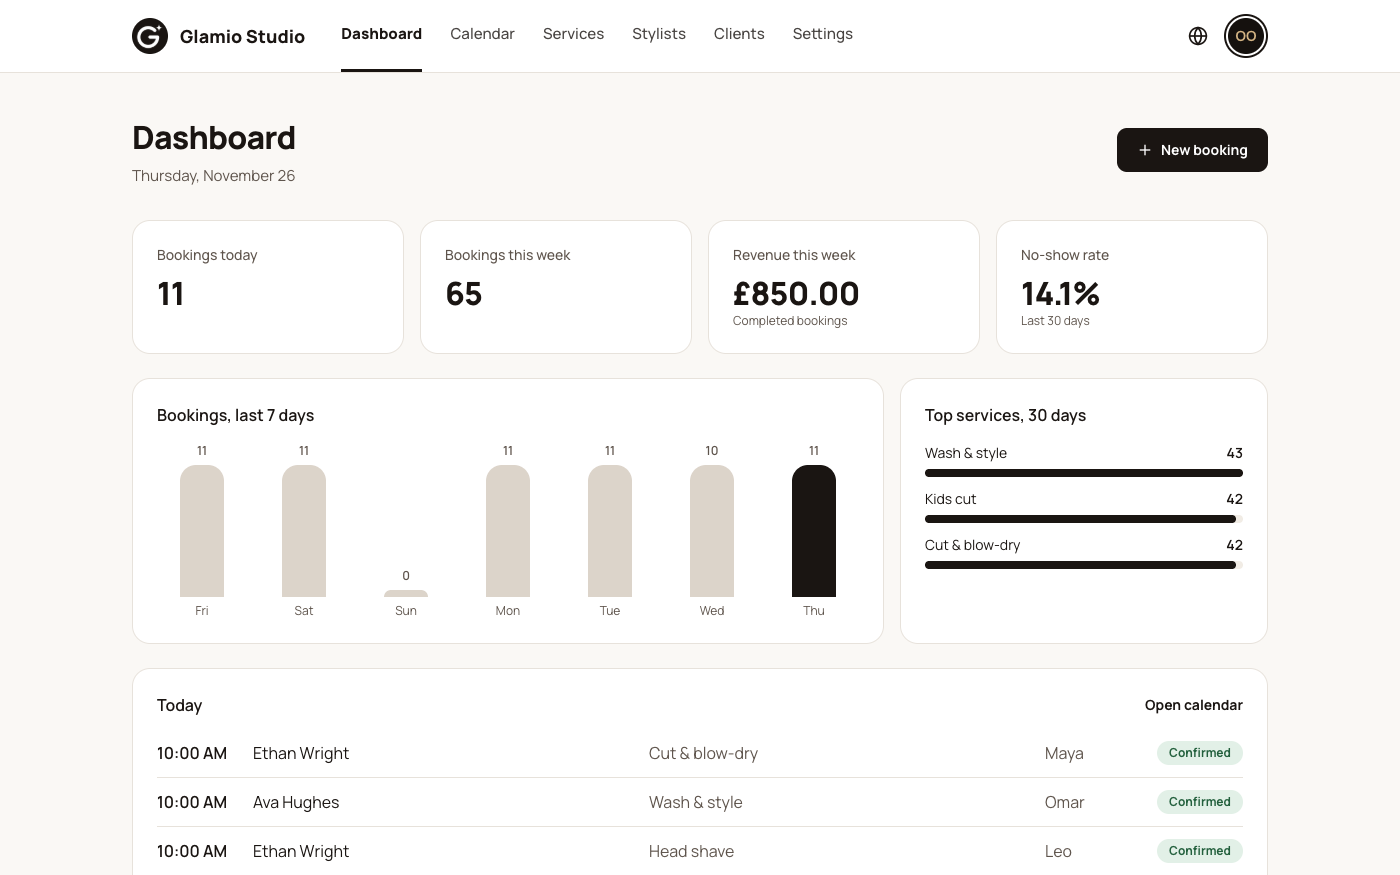 Glamio Studio
Dashboard
Calendar
Services
Stylists
Clients
Settings
OO
Dashboard
Thursday, November 26
New booking
Bookings today
11
Bookings this week
65
Revenue this week
£850.00
Completed bookings
No-show rate
14.1%
Last 30 days
Bookings, last 7 days
11 11 0 11 11 10 11
Fri Sat Sun Mon Tue Wed Thu
Top services, 30 days
Wash & style 43
Kids cut 42
Cut & blow-dry 42
Today
Open calendar
10:00 AM Ethan Wright Cut & blow-dry Maya Confirmed
10:00 AM Ava Hughes Wash & style Omar Confirmed
10:00 AM Ethan Wright Head shave Leo Confirmed